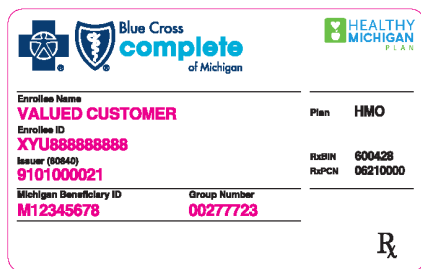 Blue Cross
complete
of Michigan
HEALTHY
MICHIGAN
PLAN
Enrollee Name
VALUED CUSTOMER
Enrollee ID
XYU888888888
Issuer (80840)
9101000021
Michigan Beneficiary ID
M12345678
Group Number
00277723
Plan HMO
RxBIN 600428
RxPCN 06210000
Rx